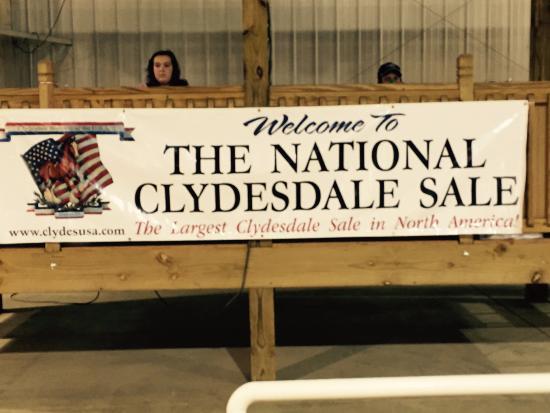 Welcome To
THE NATIONAL
CLYDESDALE SALE
www.clydesusa.com
The Largest Clydesdale Sale in North America!